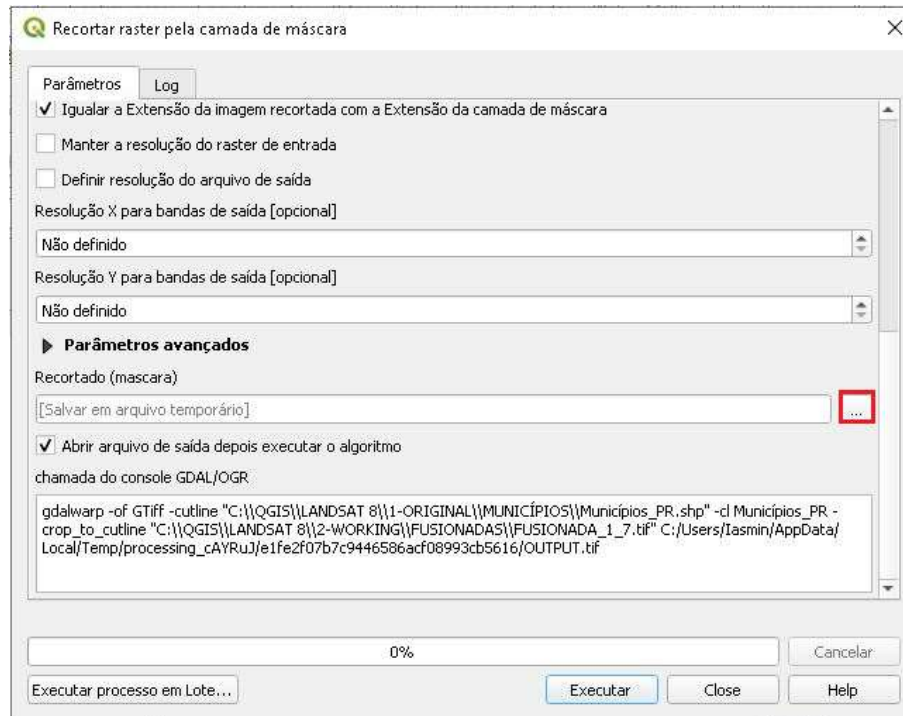 Recortar raster pela camada de máscara
Parâmetros
Log
Igualar a Extensão da imagem recortada com a Extensão da camada de máscara
Manter a resolução do raster de entrada
Definir resolução do arquivo de saída
Resolução X para bandas de saída [opcional]
Não definido
Resolução Y para bandas de saída [opcional]
Não definido
Parâmetros avançados
Recortado (mascara)
[Salvar em arquivo temporário]
...
Abrir arquivo de saída depois executar o algoritmo
chamada do console GDAL/OGR
gdalwarp -of GTiff -cutline "C:\\QGIS\\LANDSAT 8\\1-ORIGINAL\\MUNICÍPIOS\\Municípios_PR.shp" -cl Municípios_PR -
crop_to_cutline "C:\\QGIS\\LANDSAT 8\\2-WORKING\\FUSIONADAS\\FUSIONADA_1_7.tif" C:/Users/Iasmin/AppData/
Local/Temp/processing_cAYRuJ/e1fe2f07b7c9446586acf08993cb5616/OUTPUT.tif
0%
Cancelar
Executar processo em Lote...
Executar
Close
Help